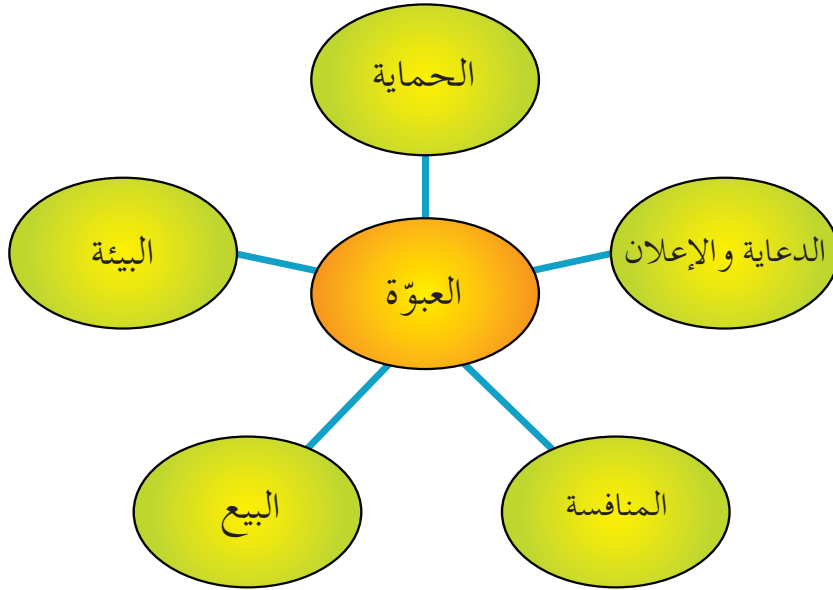 الحماية
الدعاية والإعلان
البيئة
العبوّة
المنافسة
البيع